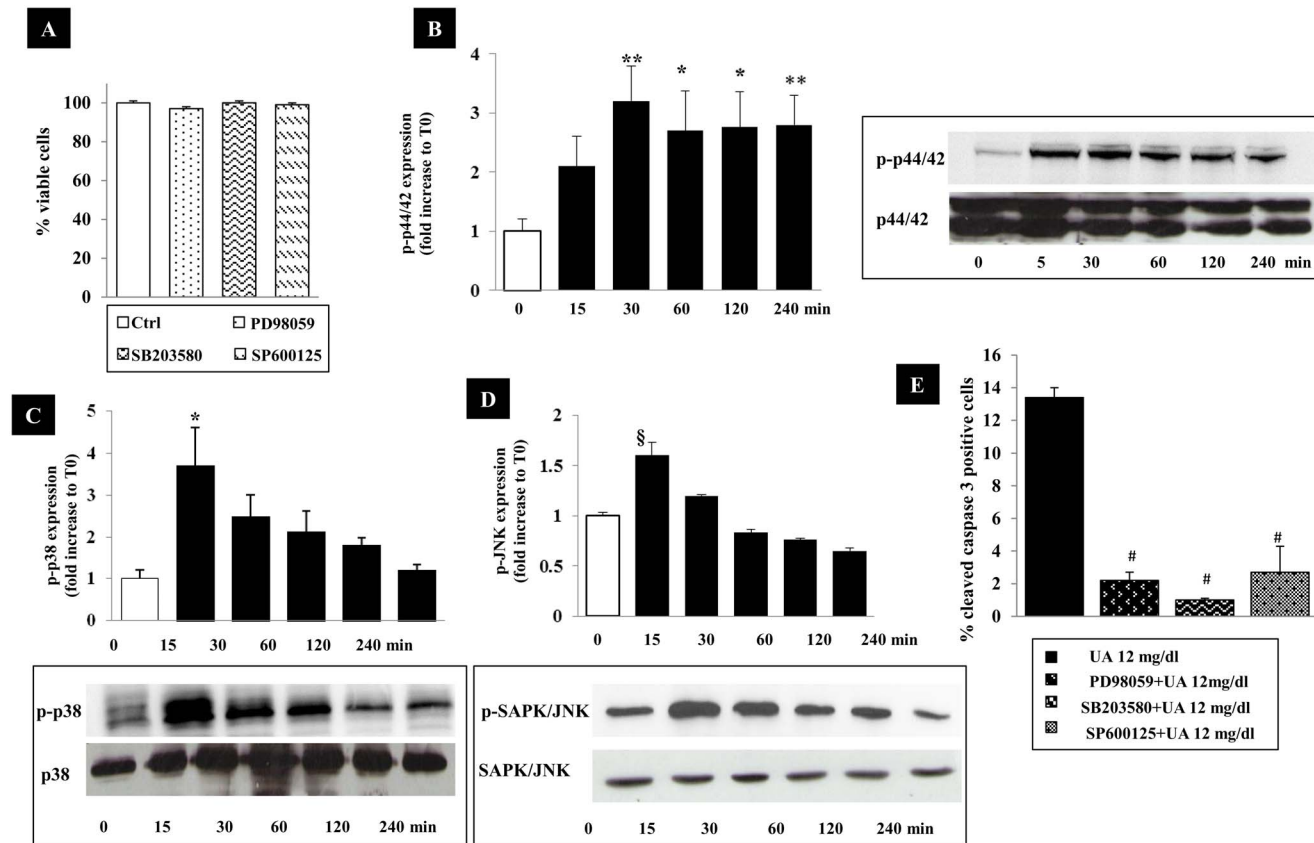 A
% viable cells
100
80
60
40
20
0
Ctrl PD98059
SB203580 SP600125
B
p-p44/42 expression
(fold increase to T0)
4
3
2
1
0
** * * **
0 15 30 60 120 240 min
p-p44/42
p44/42
0 5 30 60 120 240 min
C
p-p38 expression
(fold increase to T0)
5
4
3
2
1
0
*
0 15 30 60 120 240 min
p-p38
p38
0 15 30 60 120 240 min
D
p-JNK expression
(fold increase to T0)
2
1.5
1
0.5
0
§
0 15 30 60 120 240 min
p-SAPK/JNK
SAPK/JNK
0 15 30 60 120 240 min
E
% cleaved caspase 3 positive cells
16
14
12
10
8
6
4
2
0
# # #
UA 12 mg/dl
PD98059+UA 12mg/dl
SB203580+UA 12 mg/dl
SP600125+UA 12 mg/dl